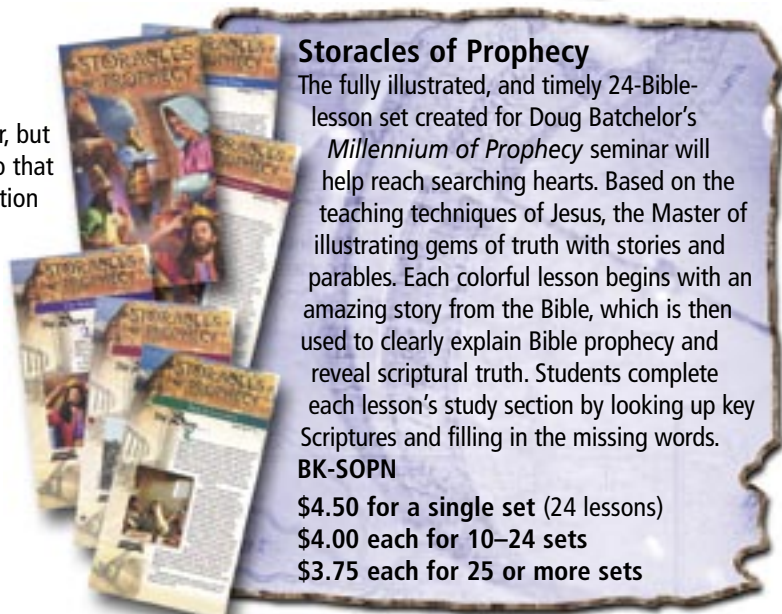 r, but
o that
tion
STORACLES
OF PROPHECY
Storacles of Prophecy
The fully illustrated, and timely 24-Bible-
lesson set created for Doug Batchelor's
Millennium of Prophecy seminar will
help reach searching hearts. Based on the
teaching techniques of Jesus, the Master of
illustrating gems of truth with stories and
parables. Each colorful lesson begins with an
amazing story from the Bible, which is then
used to clearly explain Bible prophecy and
reveal scriptural truth. Students complete
each lesson's study section by looking up key
Scriptures and filling in the missing words.
BK-SOPN
$4.50 for a single set (24 lessons)
$4.00 each for 10–24 sets
$3.75 each for 25 or more sets